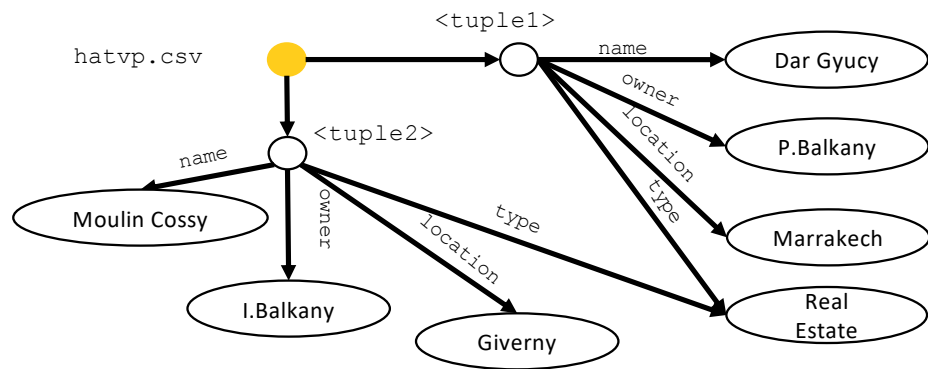 <tuple1>
hatvp.csv
name
Dar Gyucy
owner
location
type
P.Balkany
Marrakech
Real
Estate
<tuple2>
name
owner
location
type
Moulin Cossy
I.Balkany
Giverny